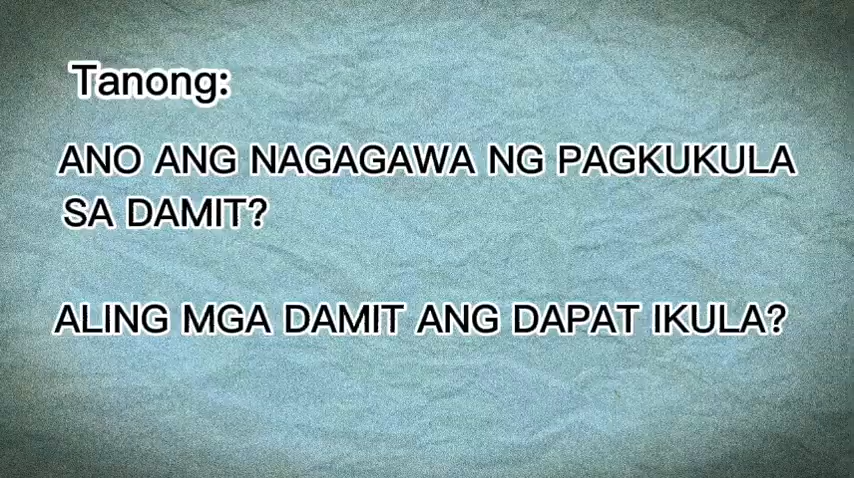 Tanong:
ANO ANG NAGAGAWA NG PAGKUKULA
SA DAMIT?
ALING MGA DAMIT ANG DAPAT IKULA?